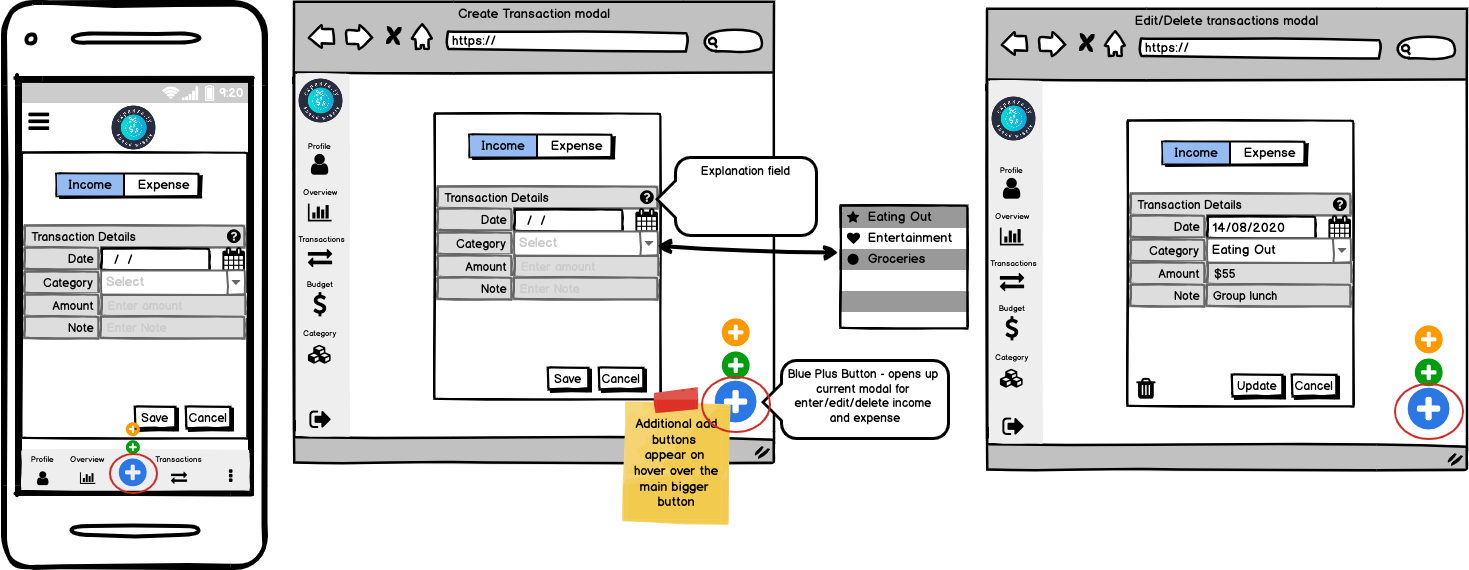 9:20
Income Expense
Transaction Details ?
Date / /
Category Select
Amount Enter amount
Note Enter Note
Save Cancel
Profile Overview Transactions
Create Transaction modal
https://
Profile
Overview
Transactions
Budget
$
Category
Income Expense
Transaction Details ?
Date / /
Category Select
Amount Enter amount
Note Enter Note
Save Cancel
Explanation field
Eating Out
Entertainment
Groceries
Blue Plus Button - opens up
current modal for
enter/edit/delete income
and expense
Additional add
buttons
appear on
hover over the
main bigger
button
Edit/Delete transactions modal
https://
Profile
Overview
Transactions
Budget
$
Category
Income Expense
Transaction Details ?
Date 14/08/2020
Category Eating Out
Amount $55
Note Group lunch
Update Cancel